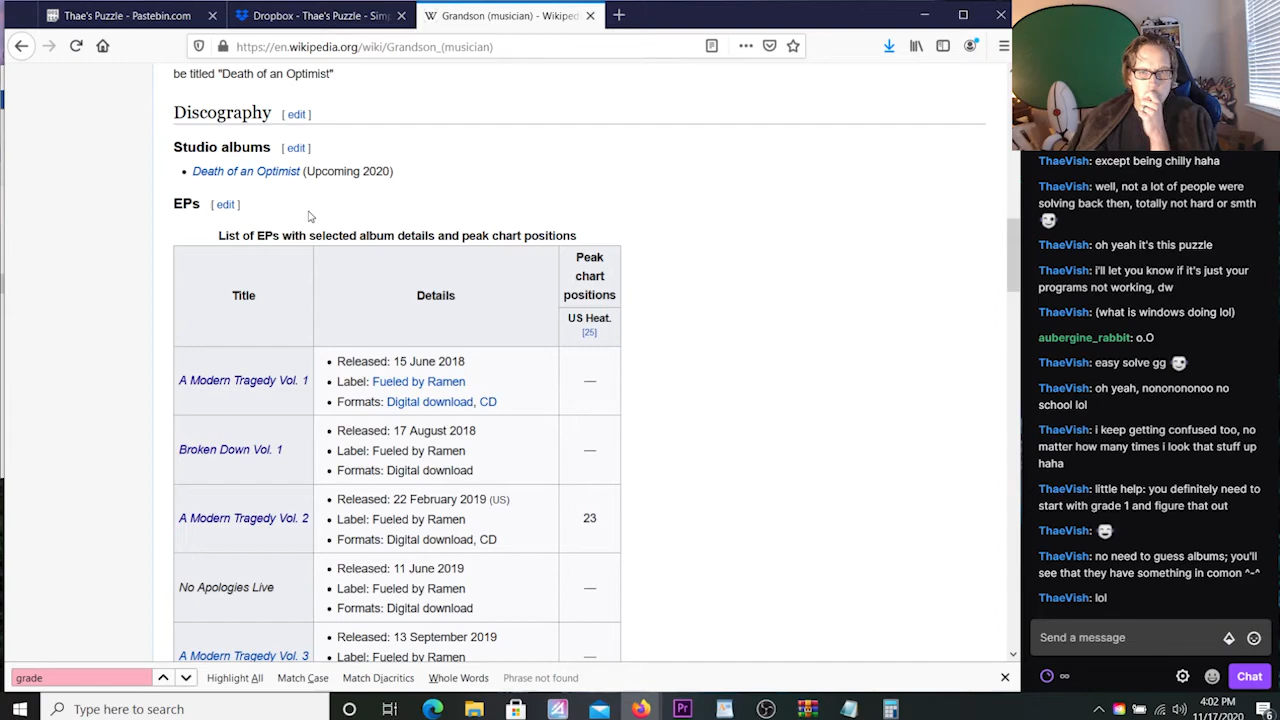 Thae's Puzzle - Pastebin.com
Dropbox - Thae's Puzzle - Sim
Grandson (musician) - Wikiped
https://en.wikipedia.org/wiki/Grandson_(musician)
be titled "Death of an Optimist"
Discography [ edit ]
Studio albums [ edit ]
• Death of an Optimist (Upcoming 2020)
EPs [ edit ]
List of EPs with selected album details and peak chart positions
Title
Details
Peak
chart
positions
US Heat.
[25]
A Modern Tragedy Vol. 1
• Released: 15 June 2018
• Label: Fueled by Ramen
• Formats: Digital download, CD
—
Broken Down Vol. 1
• Released: 17 August 2018
• Label: Fueled by Ramen
• Formats: Digital download
—
A Modern Tragedy Vol. 2
• Released: 22 February 2019 (US)
• Label: Fueled by Ramen
• Formats: Digital download, CD
23
No Apologies Live
• Released: 11 June 2019
• Label: Fueled by Ramen
• Formats: Digital download
—
A Modern Tragedy Vol. 3
• Released: 13 September 2019
• Label: Fueled by Ramen
grade
Highlight All
Match Case
Match Diacritics
Whole Words
Phrase not found
Type here to search
4:02 PM
11/17/2020
ThaeVish: except being chilly haha
ThaeVish: well, not a lot of people were
solving back then, totally not hard or smth
ThaeVish: oh yeah it's this puzzle
ThaeVish: i'll let you know if it's just your
programs not working, dw
ThaeVish: (what is windows doing lol)
aubergine_rabbit: o.O
ThaeVish: easy solve gg
ThaeVish: oh yeah, nonononono no
school lol
ThaeVish: i keep getting confused too, no
matter how many times i look that stuff up
haha
ThaeVish: little help: you definitely need to
start with grade 1 and figure that out
ThaeVish:
ThaeVish: no need to guess albums; you'll
see that they have something in comon ^-^
ThaeVish: lol
Send a message
Chat